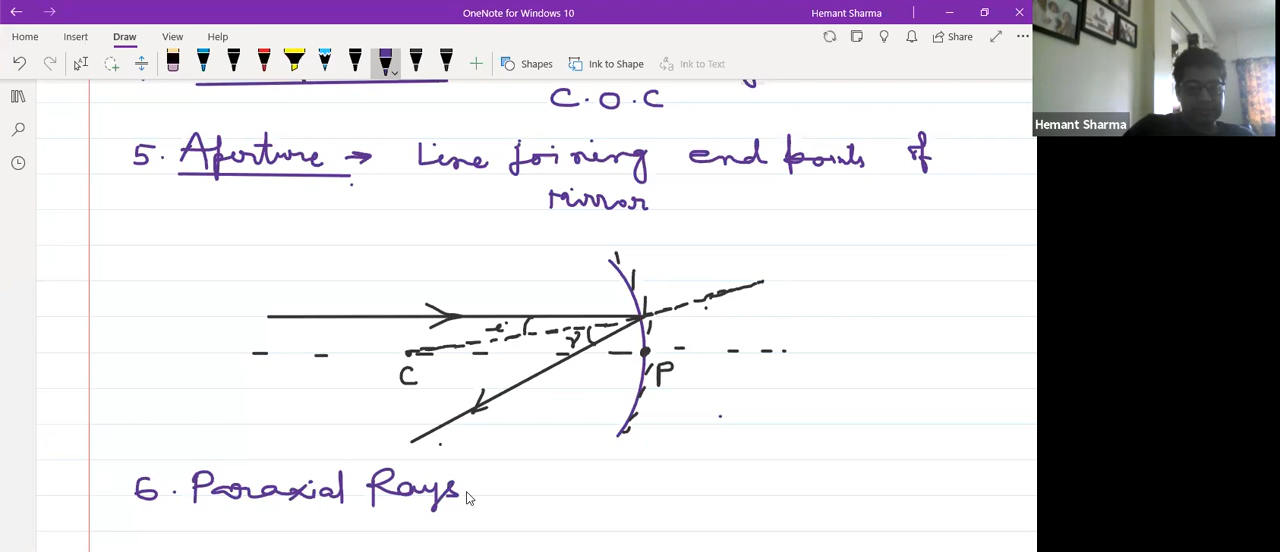 OneNote for Windows 10
Hemant Sharma
Home Insert Draw View Help
Share
Shapes
Ink to Shape
Ink to Text
Hemant Sharma
C.O.C
5. Aperture → Line joining end points of
mirror
i
r
C
P
6. Paraxial Rays